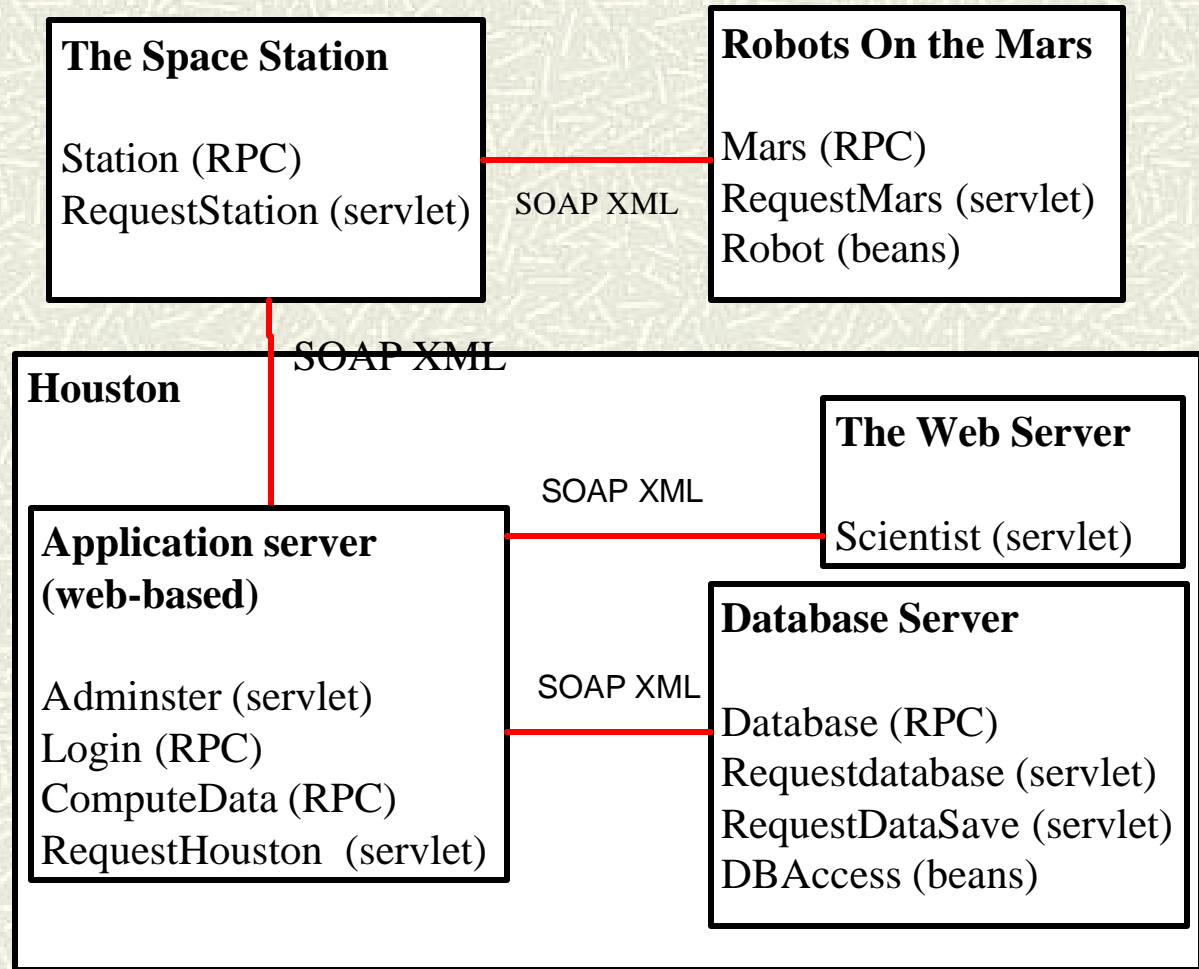 The Space Station
Station (RPC)
RequestStation (servlet)
SOAP XML
Robots On the Mars
Mars (RPC)
RequestMars (servlet)
Robot (beans)
SOAP XML
Houston
The Web Server
Scientist (servlet)
SOAP XML
Application server
(web-based)
Adminster (servlet)
Login (RPC)
ComputeData (RPC)
RequestHouston (servlet)
SOAP XML
Database Server
Database (RPC)
Requestdatabase (servlet)
RequestDataSave (servlet)
DBAccess (beans)